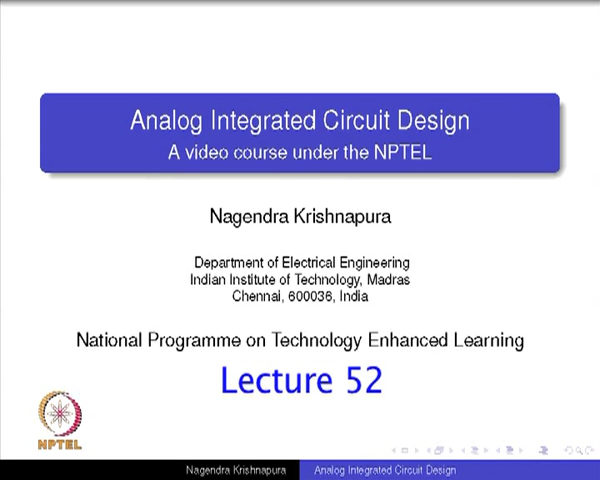 Analog Integrated Circuit Design
A video course under the NPTEL
Nagendra Krishnapura
Department of Electrical Engineering
Indian Institute of Technology, Madras
Chennai, 600036, India
National Programme on Technology Enhanced Learning
Lecture 52
NPTEL
Nagendra Krishnapura Analog Integrated Circuit Design